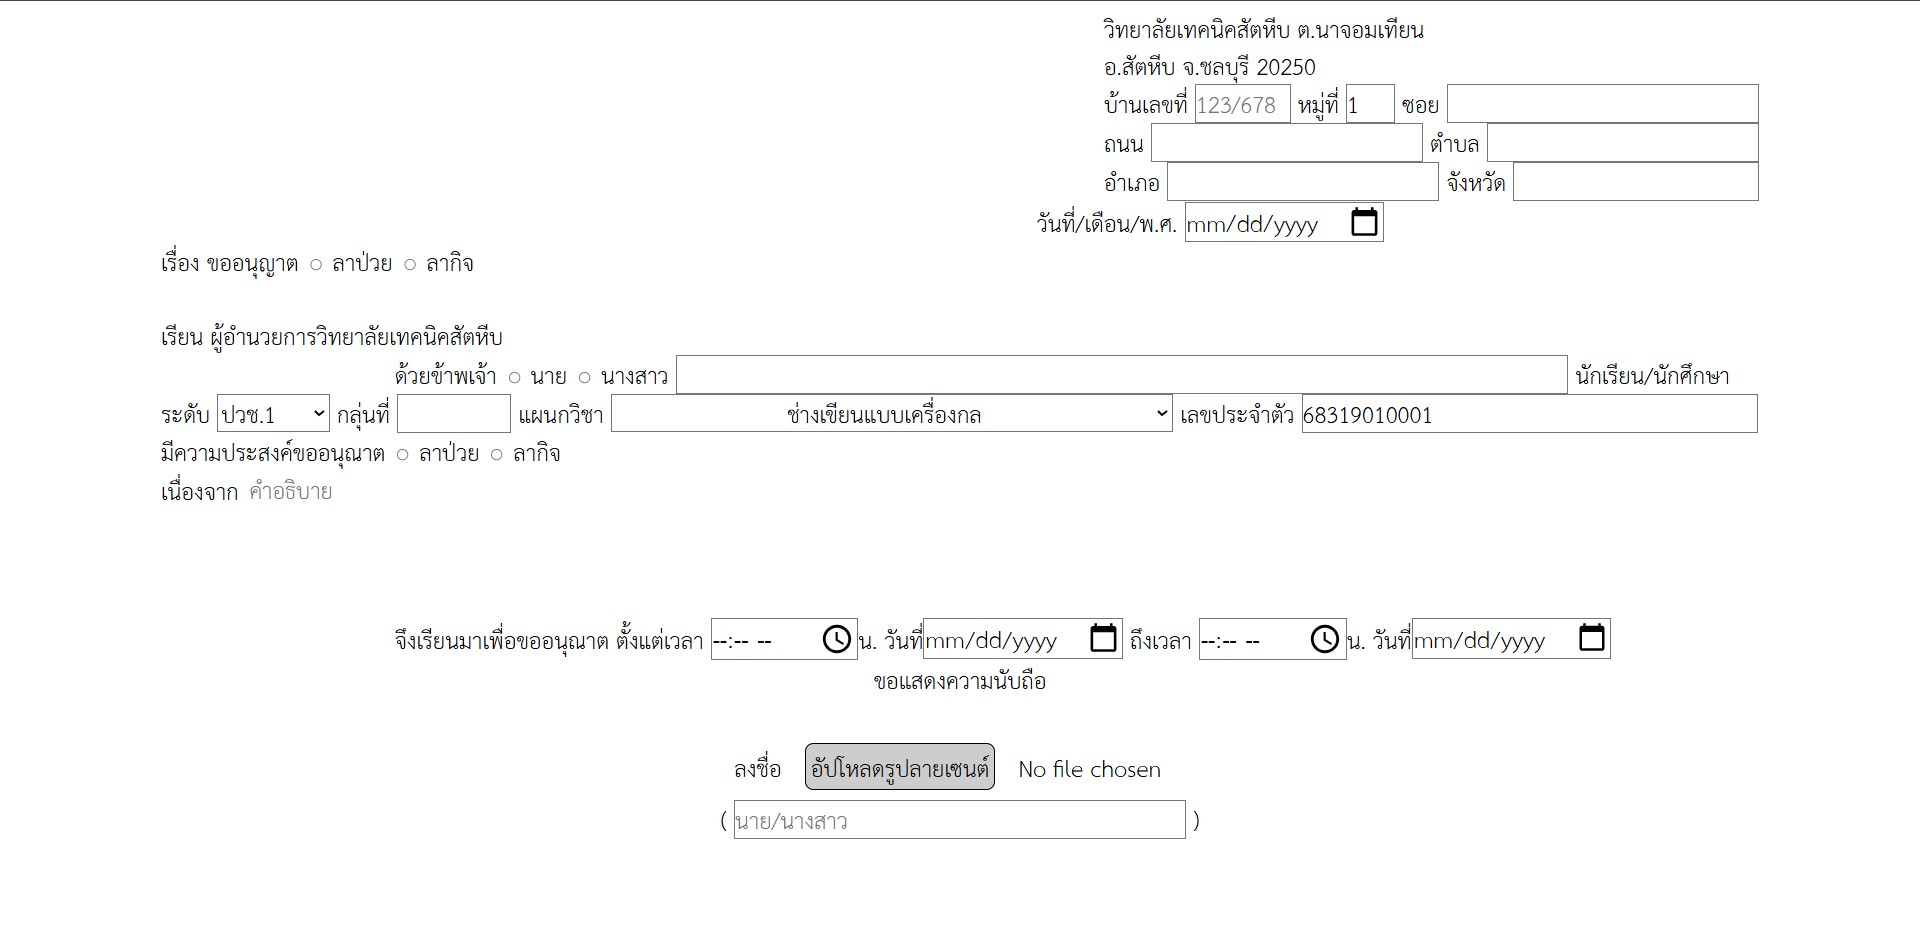 วิทยาลัยเทคนิคสัตหีบ ต.นาจอมเทียน
อ.สัตหีบ จ.ชลบุรี 20250
บ้านเลขที่ 123/678 หมู่ที่ 1 ซอย
ถนน ตำบล
อำเภอ จังหวัด
วันที่/เดือน/พ.ศ. mm/dd/yyyy
เรื่อง ขออนุญาต ลาป่วย ลากิจ
เรียน ผู้อำนวยการวิทยาลัยเทคนิคสัตหีบ
ด้วยข้าพเจ้า นาย นางสาว นักเรียน/นักศึกษา
ระดับ ปวช.1 กลุ่นที่ แผนกวิชา ช่างเขียนแบบเครื่องกล เลขประจำตัว 68319010001
มีความประสงค์ขออนุณาต ลาป่วย ลากิจ
เนื่องจาก คำอธิบาย
จึงเรียนมาเพื่อขออนุณาต ตั้งแต่เวลา --:-- -- น. วันที่ mm/dd/yyyy ถึงเวลา --:-- -- น. วันที่ mm/dd/yyyy
ขอแสดงความนับถือ
ลงชื่อ อัปโหลดรูปลายเซนต์ No file chosen
( นาย/นางสาว )